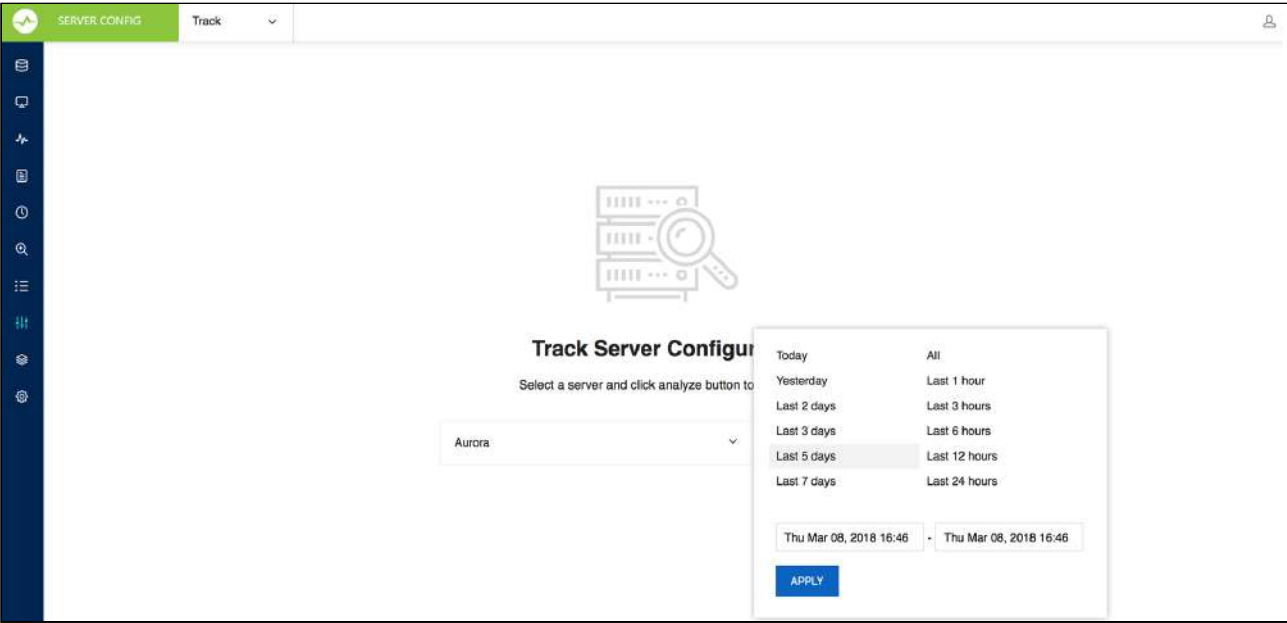 SERVER CONFIG
Track
Track Server Configur
Select a server and click analyze button to
Aurora
Today
All
Yesterday
Last 1 hour
Last 2 days
Last 3 hours
Last 3 days
Last 6 hours
Last 5 days
Last 12 hours
Last 7 days
Last 24 hours
Thu Mar 08, 2018 16:46 - Thu Mar 08, 2018 16:46
APPLY